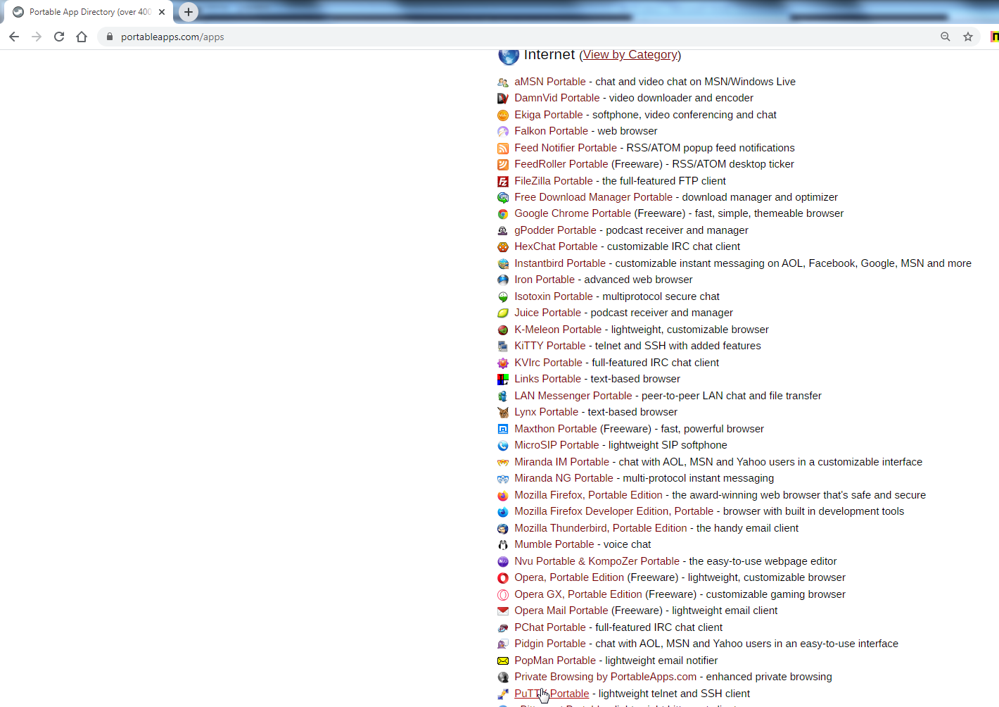 Portable App Directory (over 400
portableapps.com/apps
Internet (View by Category)
aMSN Portable - chat and video chat on MSN/Windows Live
DamnVid Portable - video downloader and encoder
Ekiga Portable - softphone, video conferencing and chat
Falkon Portable - web browser
Feed Notifier Portable - RSS/ATOM popup feed notifications
FeedRoller Portable (Freeware) - RSS/ATOM desktop ticker
FileZilla Portable - the full-featured FTP client
Free Download Manager Portable - download manager and optimizer
Google Chrome Portable (Freeware) - fast, simple, themeable browser
gPodder Portable - podcast receiver and manager
HexChat Portable - customizable IRC chat client
Instantbird Portable - customizable instant messaging on AOL, Facebook, Google, MSN and more
Iron Portable - advanced web browser
Isotoxin Portable - multiprotocol secure chat
Juice Portable - podcast receiver and manager
K-Meleon Portable - lightweight, customizable browser
KiTTY Portable - telnet and SSH with added features
KVIrc Portable - full-featured IRC chat client
Links Portable - text-based browser
LAN Messenger Portable - peer-to-peer LAN chat and file transfer
Lynx Portable - text-based browser
Maxthon Portable (Freeware) - fast, powerful browser
MicroSIP Portable - lightweight SIP softphone
Miranda IM Portable - chat with AOL, MSN and Yahoo users in a customizable interface
Miranda NG Portable - multi-protocol instant messaging
Mozilla Firefox, Portable Edition - the award-winning web browser that's safe and secure
Mozilla Firefox Developer Edition, Portable - browser with built in development tools
Mozilla Thunderbird, Portable Edition - the handy email client
Mumble Portable - voice chat
Nvu Portable & KompoZer Portable - the easy-to-use webpage editor
Opera, Portable Edition (Freeware) - lightweight, customizable browser
Opera GX, Portable Edition (Freeware) - customizable gaming browser
Opera Mail Portable (Freeware) - lightweight email client
PChat Portable - full-featured IRC chat client
Pidgin Portable - chat with AOL, MSN and Yahoo users in an easy-to-use interface
PopMan Portable - lightweight email notifier
Private Browsing by PortableApps.com - enhanced private browsing
PuTTY Portable - lightweight telnet and SSH client